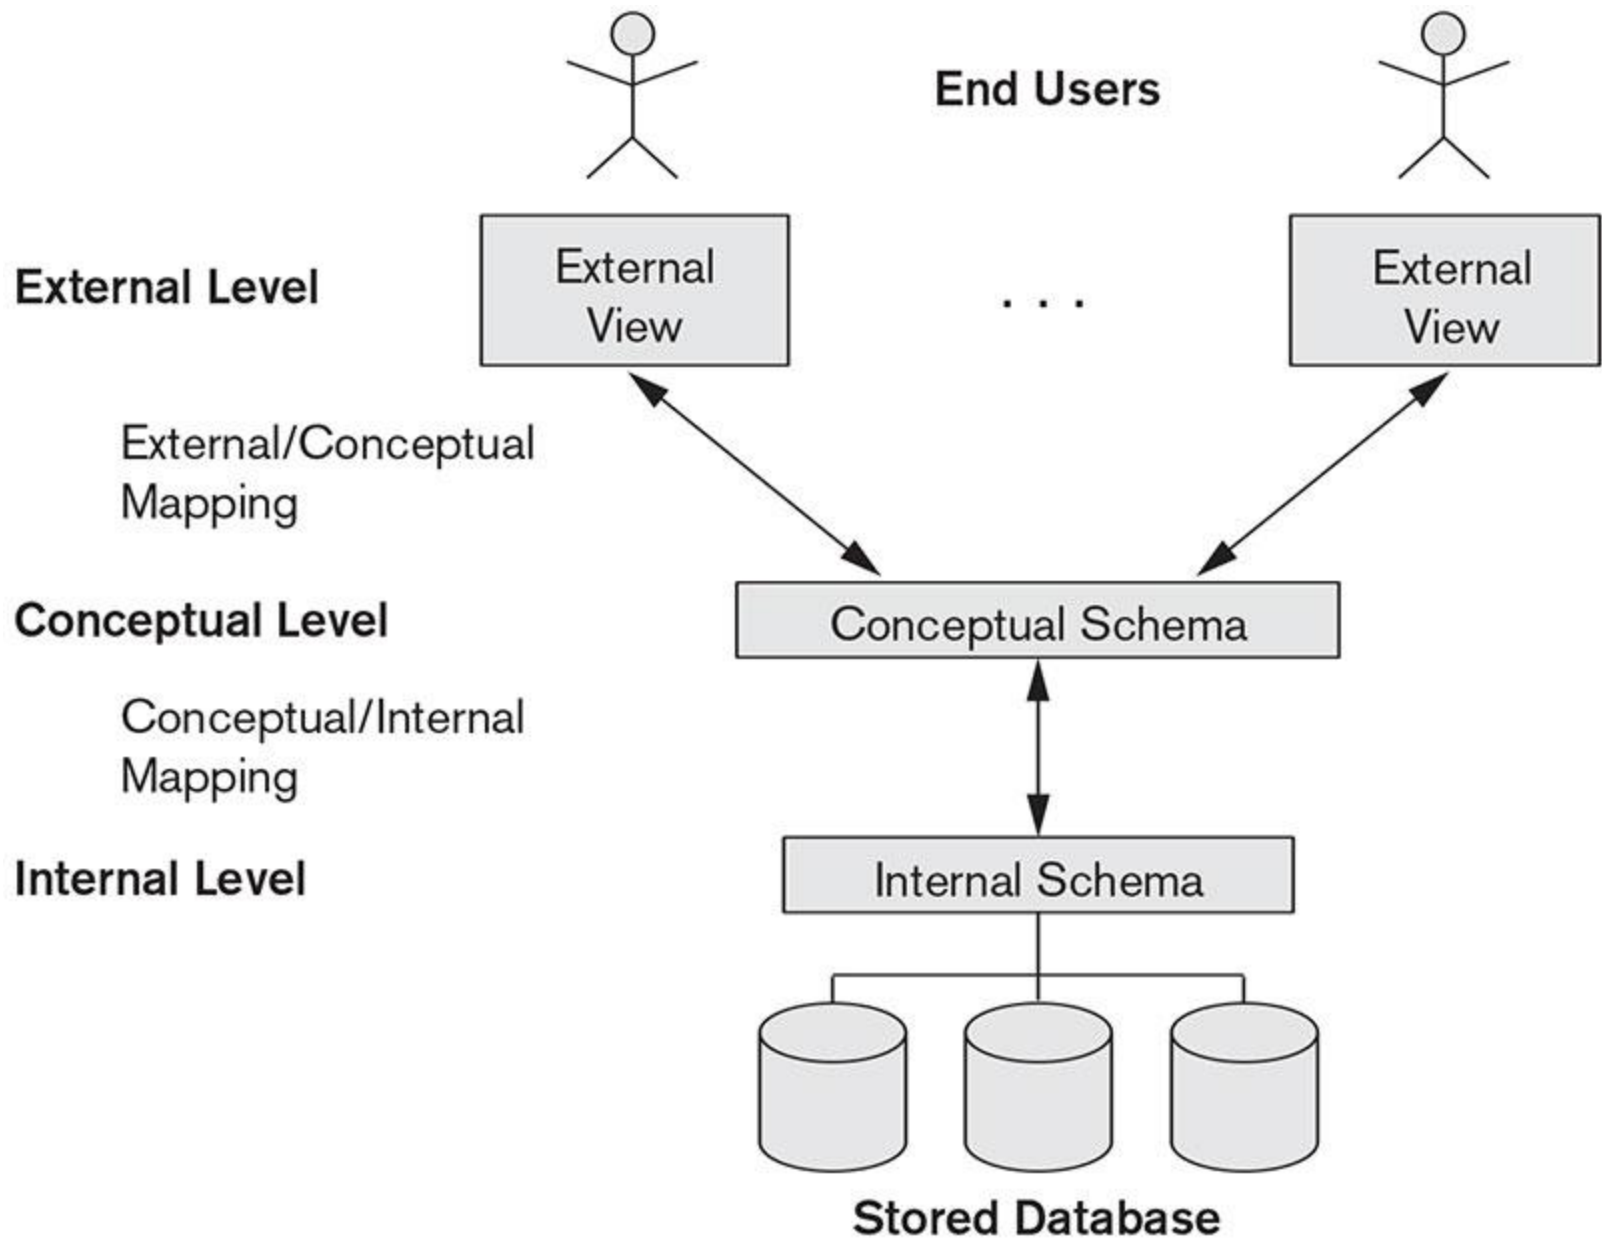 End Users
External Level
External
View
. . .
External
View
External/Conceptual
Mapping
Conceptual Level
Conceptual Schema
Conceptual/Internal
Mapping
Internal Level
Internal Schema
Stored Database